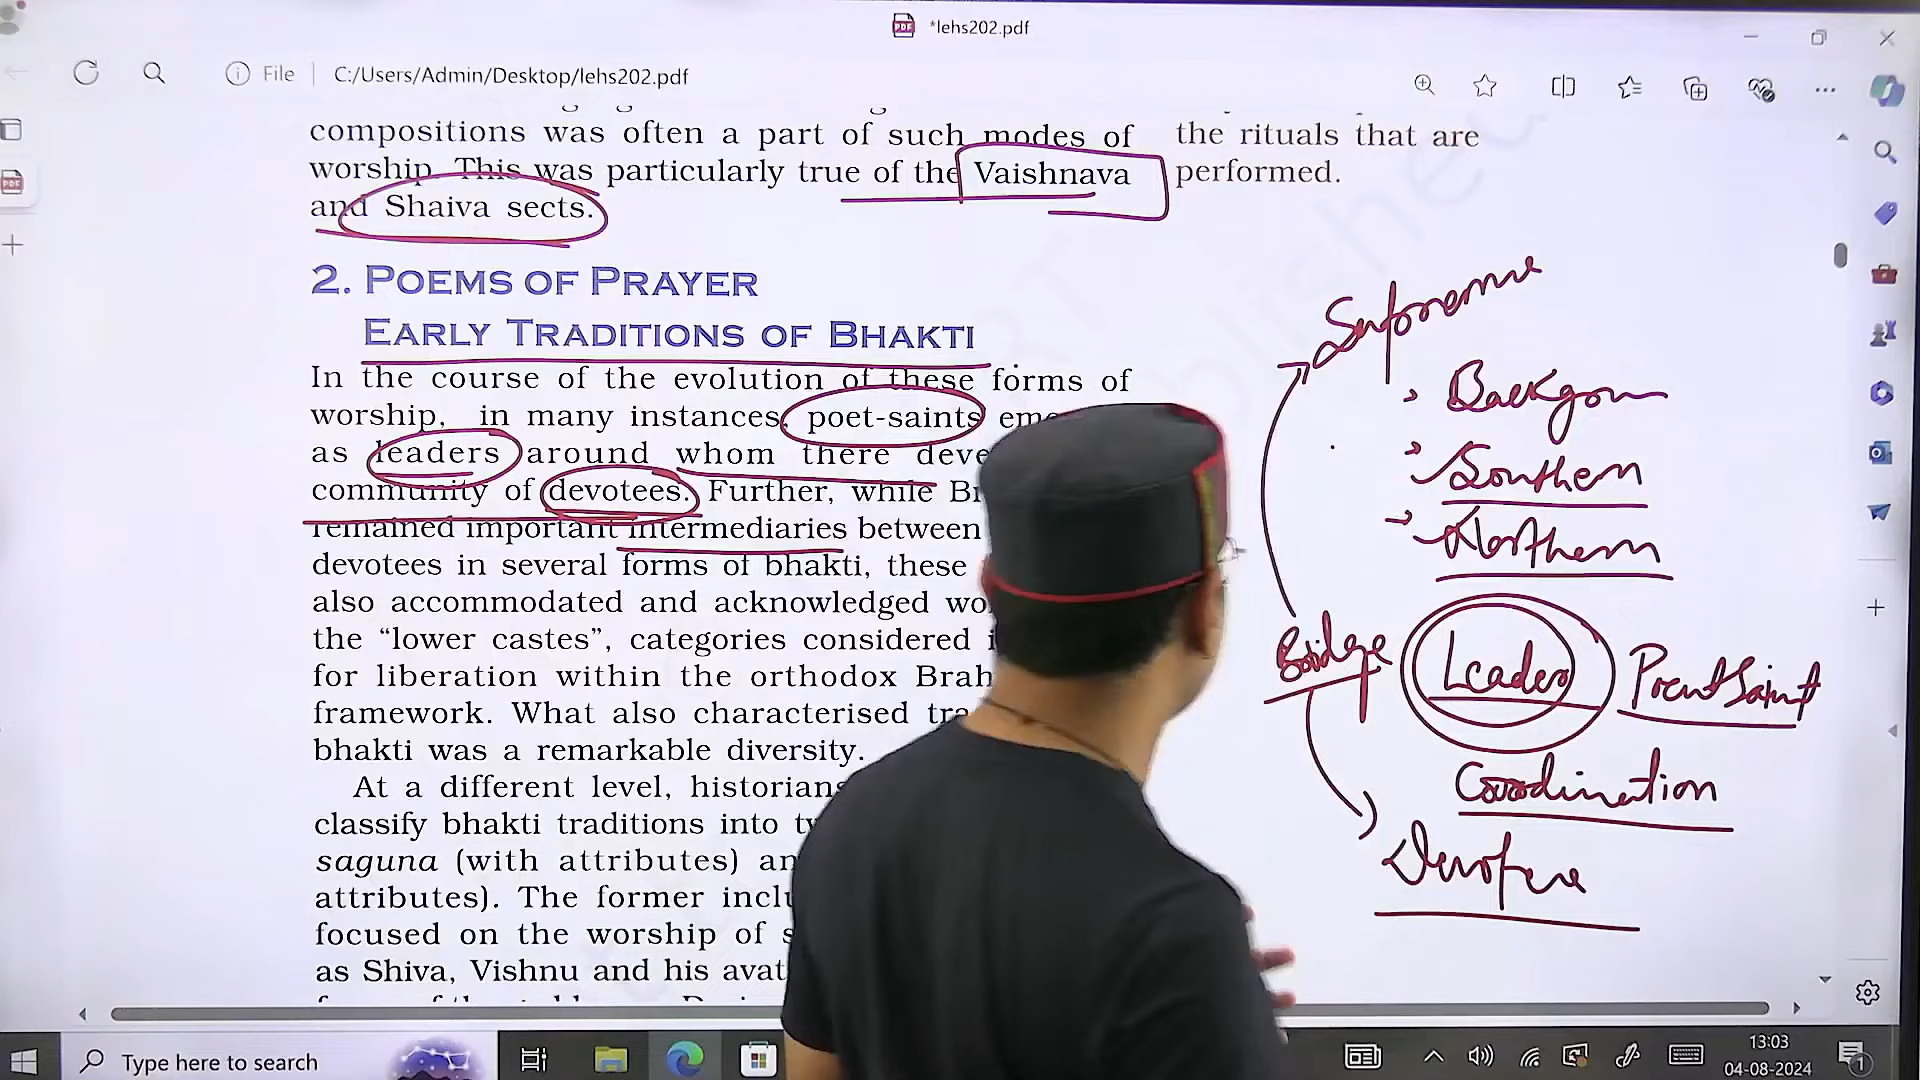 *lehs202.pdf
File C:/Users/Admin/Desktop/lehs202.pdf
compositions was often a part of such modes of
worship. This was particularly true of the Vaishnava
and Shaiva sects.
the rituals that are
performed.
2. POEMS OF PRAYER
EARLY TRADITIONS OF BHAKTI
In the course of the evolution of these forms of
worship, in many instances, poet-saints
as leaders around whom there
community of devotees. Further, while
remained important intermediaries between
devotees in several forms of bhakti, these
also accommodated and acknowledged
the “lower castes”, categories considered
for liberation within the orthodox
framework. What also characterised
bhakti was a remarkable diversity.
At a different level, historians
classify bhakti traditions into
saguna (with attributes)
attributes). The former
focused on the worship of
as Shiva, Vishnu and his
Southern
Northern
Bridge
Leader
Coordination
Type here to search
13:03
04-08-2024
1